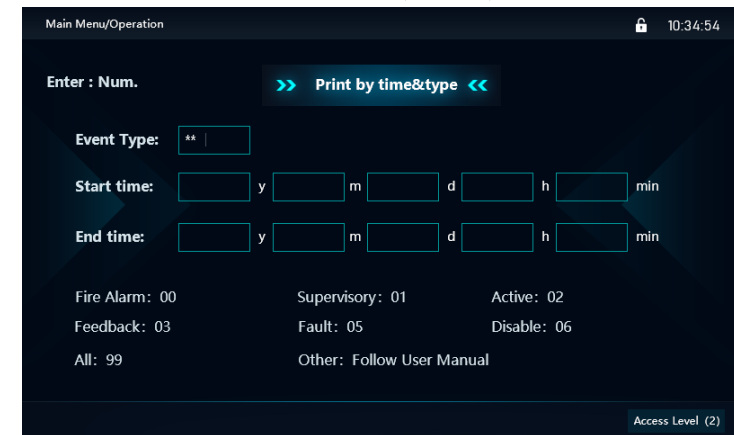 Main Menu/Operation 10:34:54
Enter : Num. Print by time&type
Event Type: **
Start time: y m d h min
End time: y m d h min
Fire Alarm: 00 Supervisory: 01 Active: 02
Feedback: 03 Fault: 05 Disable: 06
All: 99 Other: Follow User Manual
Access Level (2)